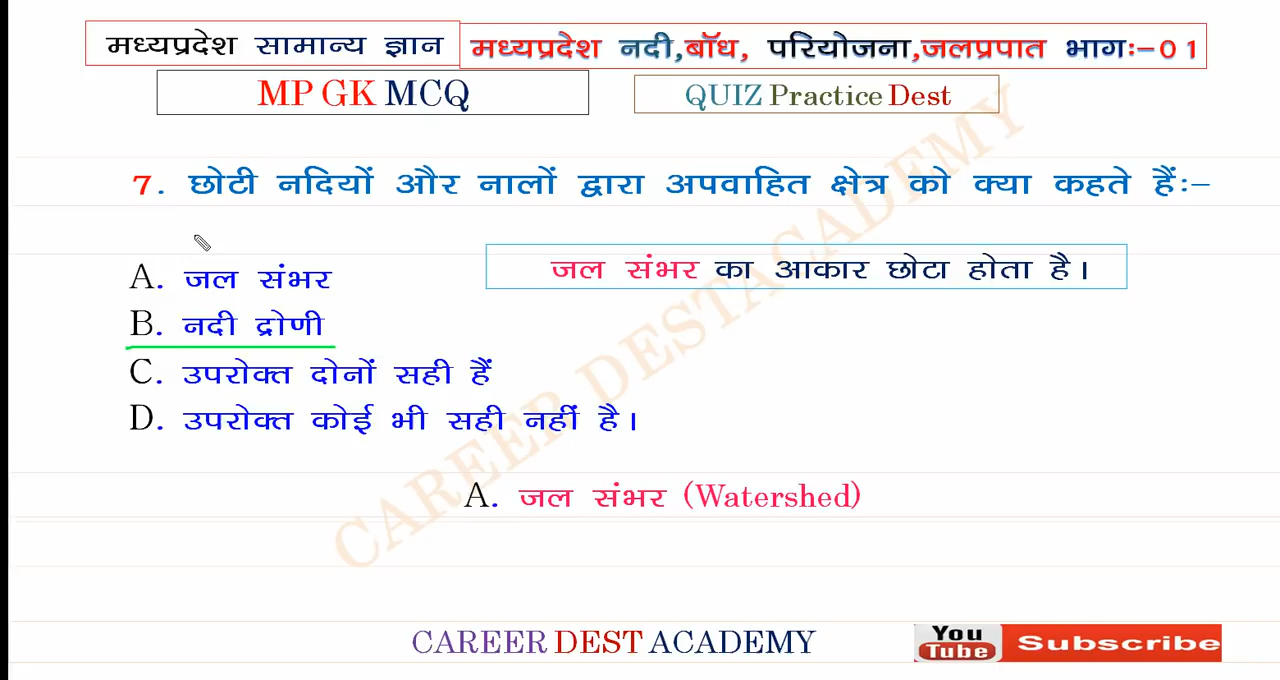 मध्यप्रदेश सामान्य ज्ञान
मध्यप्रदेश नदी,बॉध, परियोजना,जलप्रपात भागः-01
MP GK MCQ
QUIZ Practice Dest
7. छोटी नदियों और नालों द्वारा अपवाहित क्षेत्र को क्या कहते हैंः-
A. जल संभर
जल संभर का आकार छोटा होता है।
B. नदी द्रोणी
C. उपरोक्त दोनों सही हैं
D. उपरोक्त कोई भी सही नहीं है।
A. जल संभर (Watershed)
CAREER DESTACADEMY
CAREER DEST ACADEMY
You
Tube
Subscribe